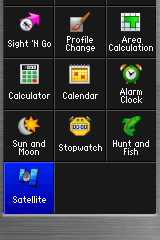 Sight 'N Go
Profile
Change
Area
Calculation
Calculator
Calendar
Alarm
Clock
Sun and
Moon
Stopwatch
Hunt and
Fish
Satellite